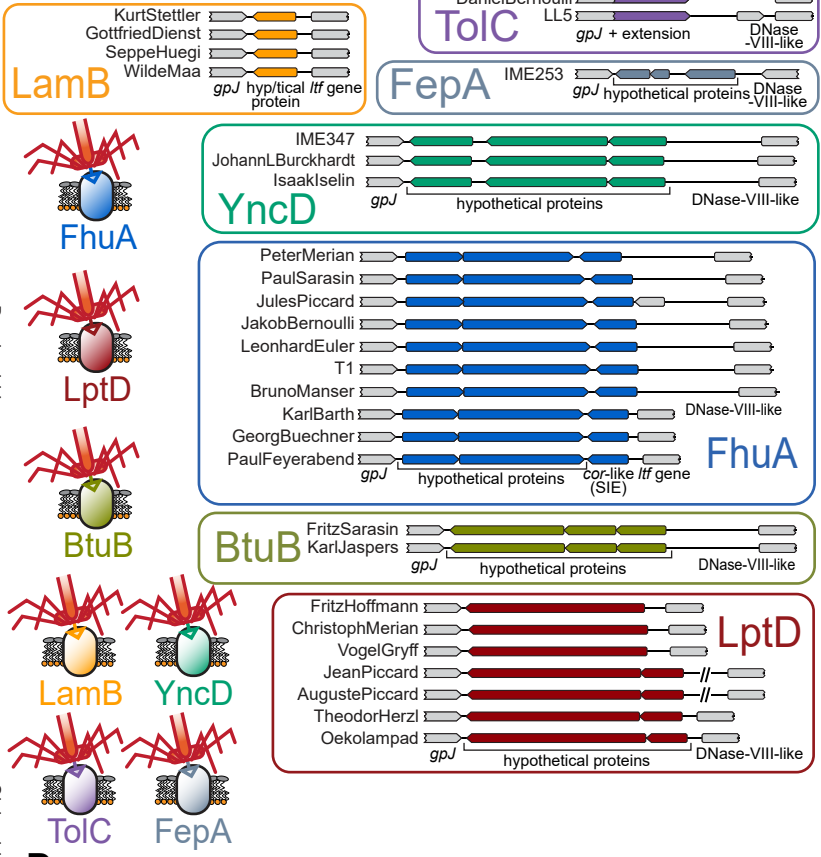 KurtStettler
GottfriedDienst
SeppeHuegi
WildeMaa
LamB
gpJ hyp/tical ltf gene
protein
LL5
TolC
gpJ + extension
DNase
-VIII-like
FepA
IME253
gpJ
hypothetical proteins
DNase
-VIII-like
FhuA
LptD
BtuB
LamB
YncD
TolC
FepA
IME347
JohannLBurckhardt
IsaakIselin
YncD
gpJ
hypothetical proteins
DNase-VIII-like
PeterMerian
PaulSarasin
JulesPiccard
JakobBernoulli
LeonhardEuler
T1
BrunoManser
KarlBarth
GeorgBuechner
PaulFeyerabend
DNase-VIII-like
FhuA
gpJ
hypothetical proteins
cor-like ltf gene
(SIE)
BtuB
FritzSarasin
KarlJaspers
gpJ
hypothetical proteins
DNase-VIII-like
FritzHoffmann
ChristophMerian
VogelGryff
JeanPiccard
AugustePiccard
TheodorHerzl
Oekolampad
LptD
gpJ
hypothetical proteins
DNase-VIII-like